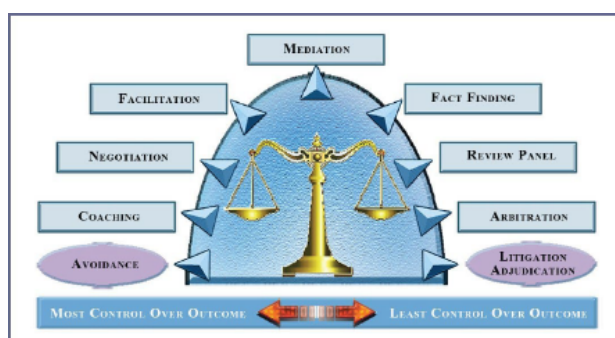 MEDIATION
FACILITATION
FACT FINDING
NEGOTIATION
REVIEW PANEL
COACHING
ARBITRATION
AVOIDANCE
LITIGATION
ADJUDICATION
MOST CONTROL OVER OUTCOME
LEAST CONTROL OVER OUTCOME